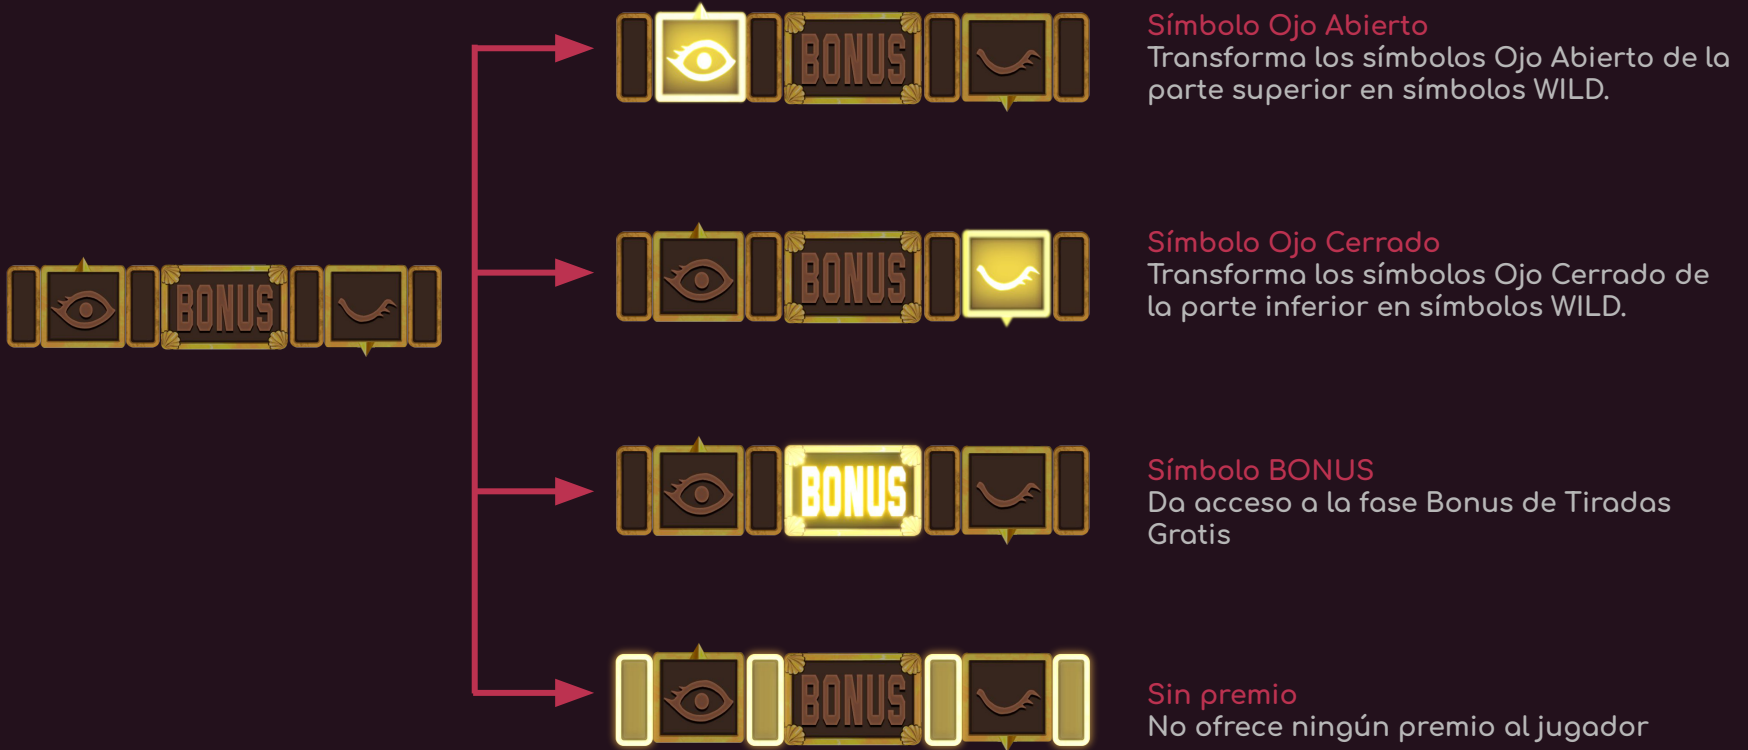 BONUS
Símbolo Ojo Abierto
Transforma los símbolos Ojo Abierto de la
parte superior en símbolos WILD.
BONUS
Símbolo Ojo Cerrado
Transforma los símbolos Ojo Cerrado de
la parte inferior en símbolos WILD.
BONUS
BONUS
Símbolo BONUS
Da acceso a la fase Bonus de Tiradas
Gratis
BONUS
Sin premio
No ofrece ningún premio al jugador